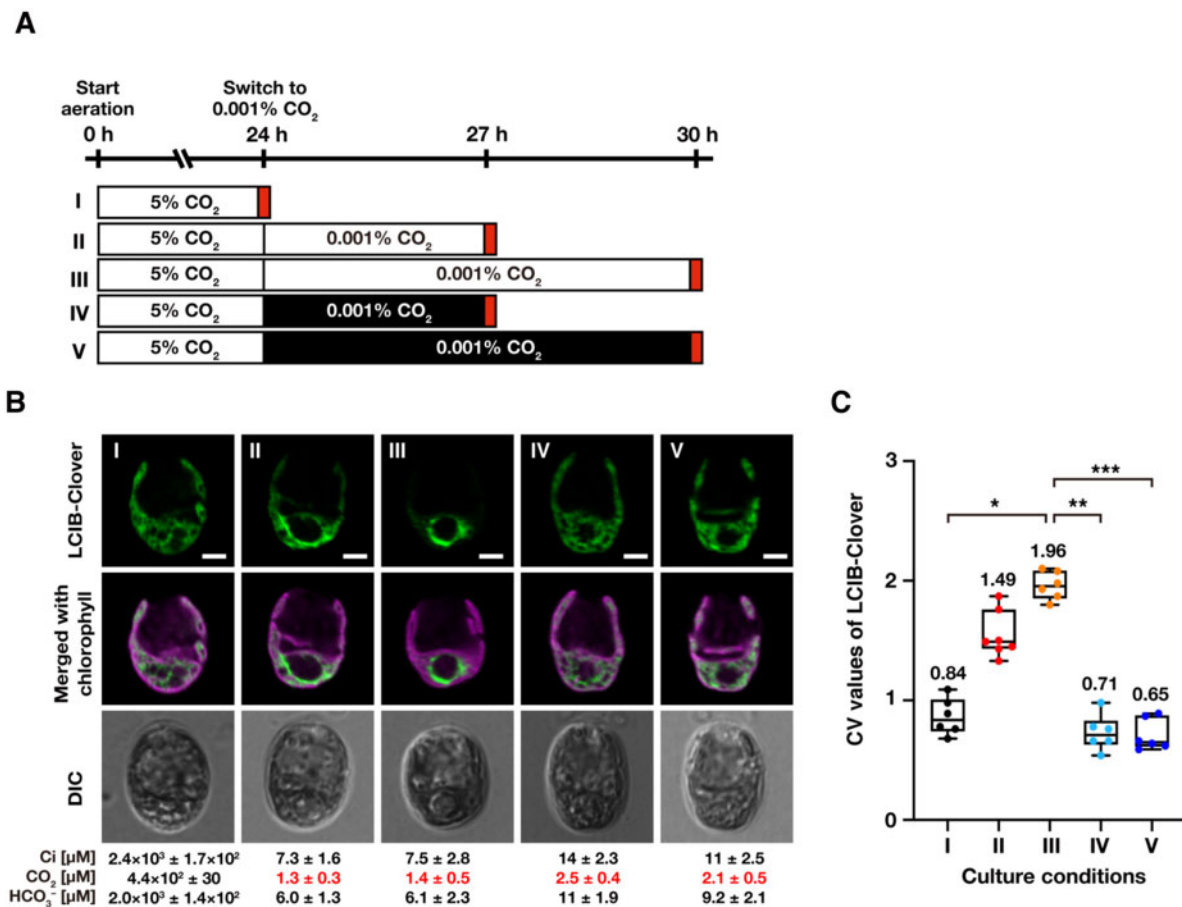 A
Start aeration
Switch to 0.001% CO₂
0 h 24 h 27 h 30 h
I 5% CO₂
II 5% CO₂ 0.001% CO₂
III 5% CO₂ 0.001% CO₂
IV 5% CO₂ 0.001% CO₂
V 5% CO₂ 0.001% CO₂
B
I II III IV V
LCIB-Clover
Merged with chlorophyll
DIC
Ci [µM] 2.4×10³ ± 1.7×10² 7.3 ± 1.6 7.5 ± 2.8 14 ± 2.3 11 ± 2.5
CO₂ [µM] 4.4×10² ± 30 1.3 ± 0.3 1.4 ± 0.5 2.5 ± 0.4 2.1 ± 0.5
HCO₃⁻ [µM] 2.0×10³ ± 1.4×10² 6.0 ± 1.3 6.1 ± 2.3 11 ± 1.9 9.2 ± 2.1
C
CV values of LCIB-Clover
3
2
1
0
***
* **
0.84 1.49 1.96 0.71 0.65
I II III IV V
Culture conditions